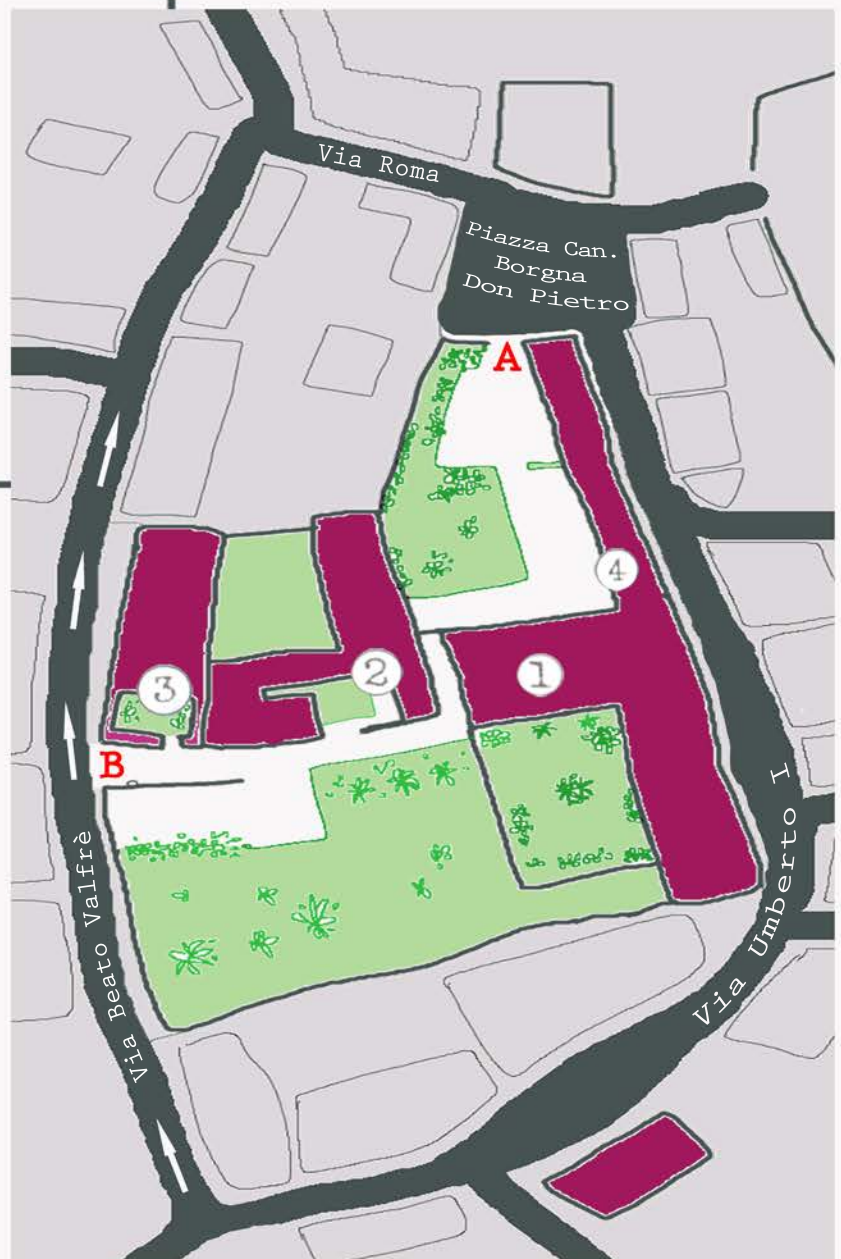 Via Roma
Piazza Can.
Borgna
Don Pietro
A
4
3
2
1
B
Via Beato Valfrè
Via Umberto I